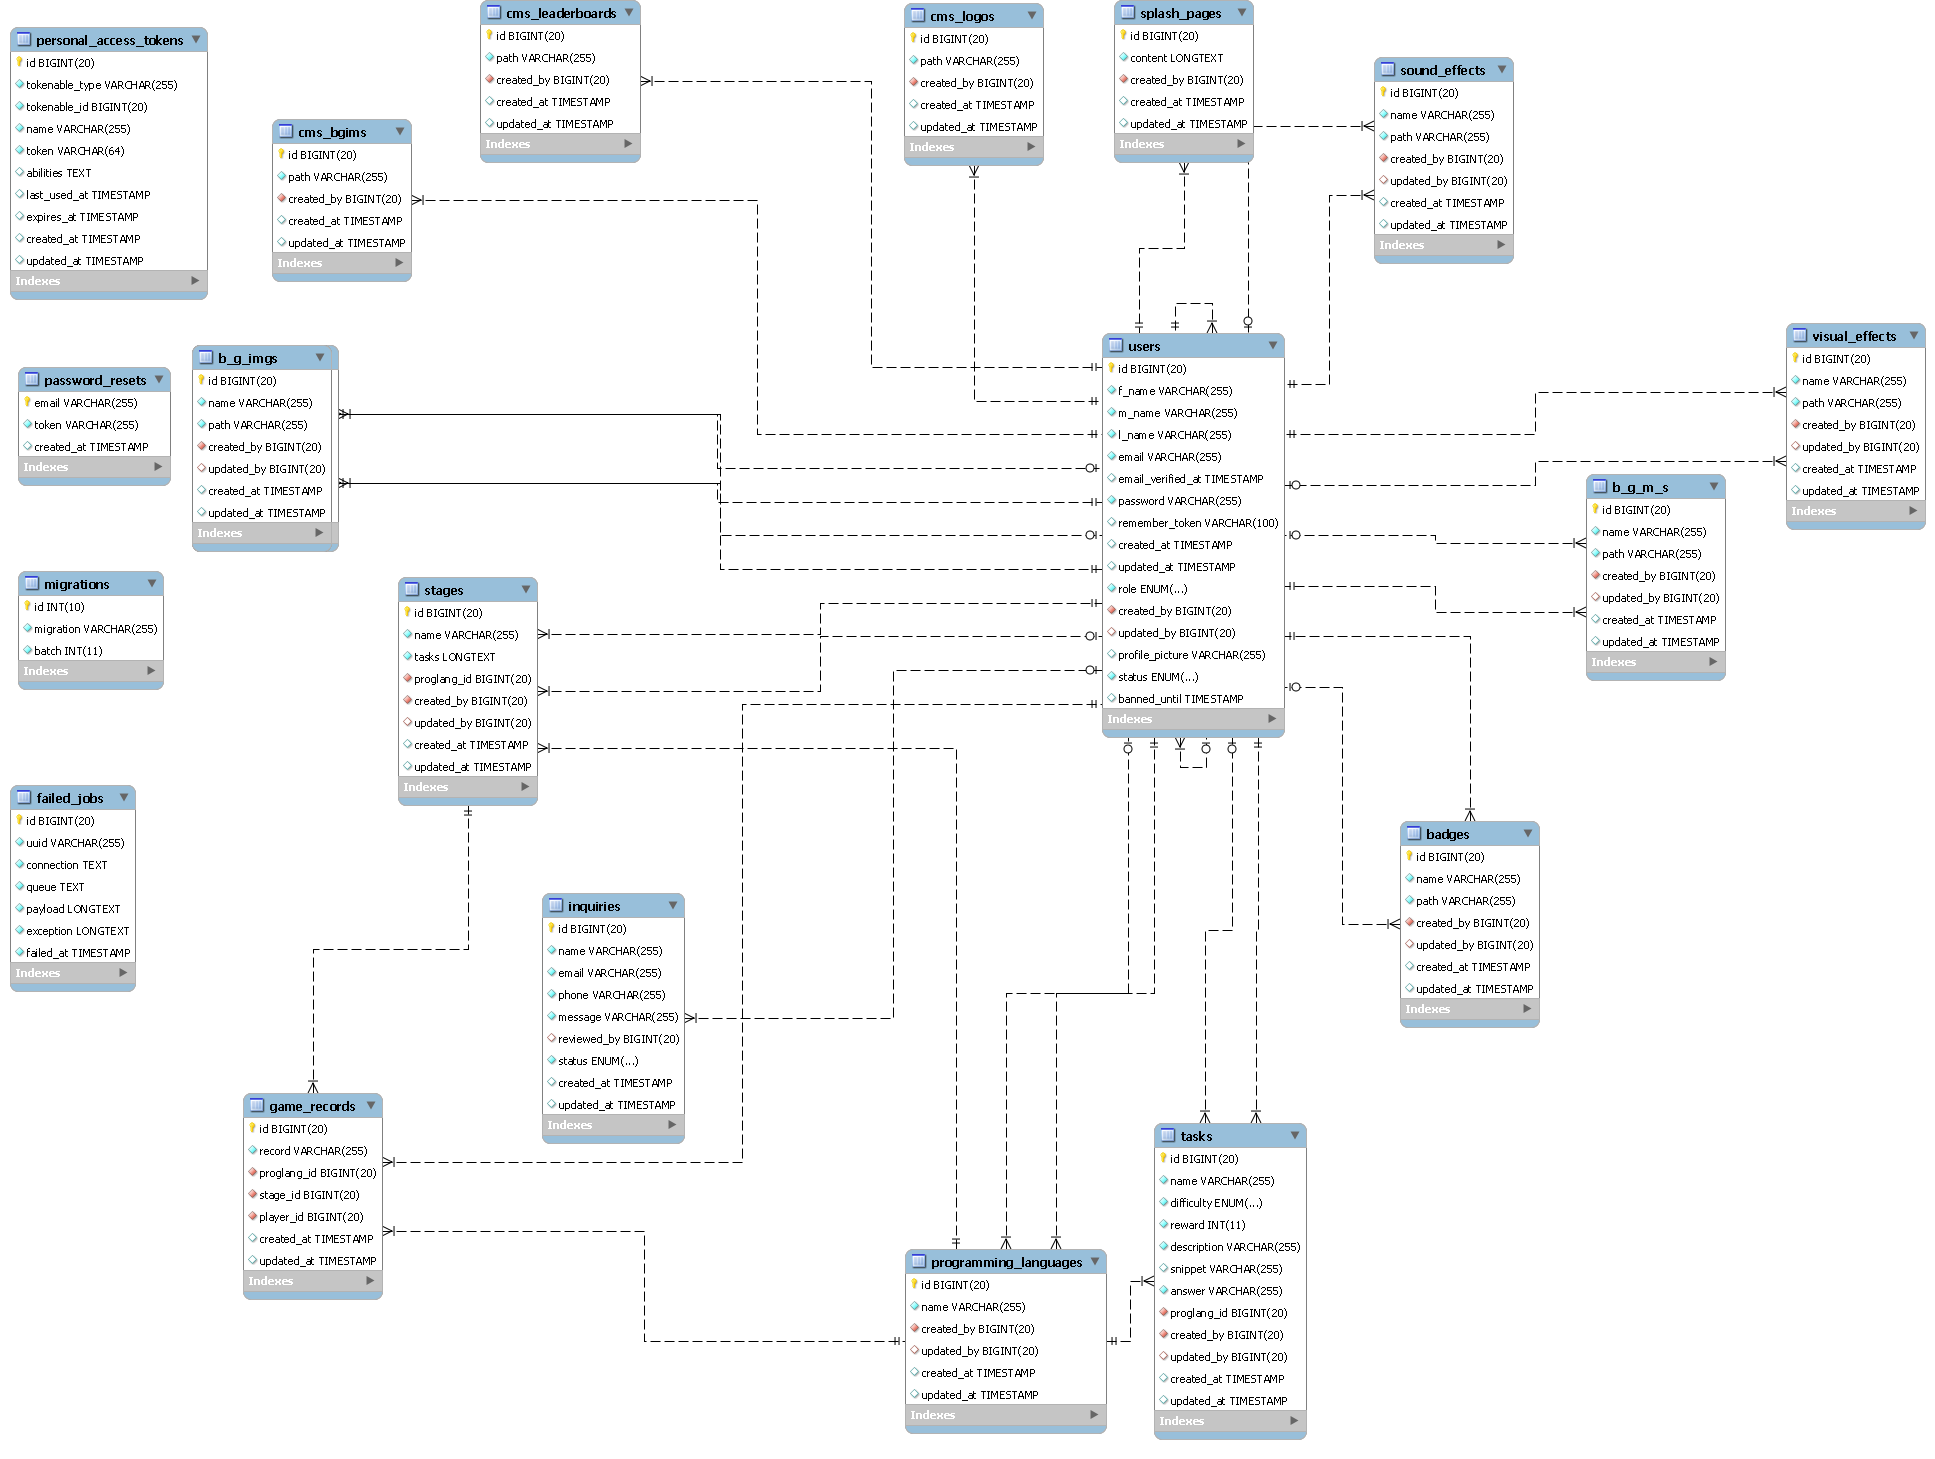 personal_access_tokens
id BIGINT(20)
tokenable_type VARCHAR(255)
tokenable_id BIGINT(20)
name VARCHAR(255)
token VARCHAR(64)
abilities TEXT
last_used_at TIMESTAMP
expires_at TIMESTAMP
created_at TIMESTAMP
updated_at TIMESTAMP
Indexes
cms_bgims
id BIGINT(20)
path VARCHAR(255)
created_by BIGINT(20)
created_at TIMESTAMP
updated_at TIMESTAMP
Indexes
cms_leaderboards
id BIGINT(20)
path VARCHAR(255)
created_by BIGINT(20)
created_at TIMESTAMP
updated_at TIMESTAMP
Indexes
cms_logos
id BIGINT(20)
path VARCHAR(255)
created_by BIGINT(20)
created_at TIMESTAMP
updated_at TIMESTAMP
Indexes
splash_pages
id BIGINT(20)
content LONGTEXT
created_by BIGINT(20)
created_at TIMESTAMP
updated_at TIMESTAMP
Indexes
sound_effects
id BIGINT(20)
name VARCHAR(255)
path VARCHAR(255)
created_by BIGINT(20)
updated_by BIGINT(20)
created_at TIMESTAMP
updated_at TIMESTAMP
Indexes
password_resets
email VARCHAR(255)
token VARCHAR(255)
created_at TIMESTAMP
Indexes
b_g_imgs
id BIGINT(20)
name VARCHAR(255)
path VARCHAR(255)
created_by BIGINT(20)
updated_by BIGINT(20)
created_at TIMESTAMP
updated_at TIMESTAMP
Indexes
users
id BIGINT(20)
f_name VARCHAR(255)
m_name VARCHAR(255)
l_name VARCHAR(255)
email VARCHAR(255)
email_verified_at TIMESTAMP
password VARCHAR(255)
remember_token VARCHAR(100)
created_at TIMESTAMP
updated_at TIMESTAMP
role ENUM(...)
created_by BIGINT(20)
updated_by BIGINT(20)
profile_picture VARCHAR(255)
status ENUM(...)
banned_until TIMESTAMP
Indexes
visual_effects
id BIGINT(20)
name VARCHAR(255)
path VARCHAR(255)
created_by BIGINT(20)
updated_by BIGINT(20)
created_at TIMESTAMP
updated_at TIMESTAMP
Indexes
b_g_m_s
id BIGINT(20)
name VARCHAR(255)
path VARCHAR(255)
created_by BIGINT(20)
updated_by BIGINT(20)
created_at TIMESTAMP
updated_at TIMESTAMP
Indexes
migrations
id INT(10)
migration VARCHAR(255)
batch INT(11)
Indexes
stages
id BIGINT(20)
name VARCHAR(255)
tasks LONGTEXT
proglang_id BIGINT(20)
created_by BIGINT(20)
updated_by BIGINT(20)
created_at TIMESTAMP
updated_at TIMESTAMP
Indexes
failed_jobs
id BIGINT(20)
uuid VARCHAR(255)
connection TEXT
queue TEXT
payload LONGTEXT
exception LONGTEXT
failed_at TIMESTAMP
Indexes
inquiries
id BIGINT(20)
name VARCHAR(255)
email VARCHAR(255)
phone VARCHAR(255)
message VARCHAR(255)
reviewed_by BIGINT(20)
status ENUM(...)
created_at TIMESTAMP
updated_at TIMESTAMP
Indexes
badges
id BIGINT(20)
name VARCHAR(255)
path VARCHAR(255)
created_by BIGINT(20)
updated_by BIGINT(20)
created_at TIMESTAMP
updated_at TIMESTAMP
Indexes
game_records
id BIGINT(20)
record VARCHAR(255)
proglang_id BIGINT(20)
stage_id BIGINT(20)
player_id BIGINT(20)
created_at TIMESTAMP
updated_at TIMESTAMP
Indexes
programming_languages
id BIGINT(20)
name VARCHAR(255)
created_by BIGINT(20)
updated_by BIGINT(20)
created_at TIMESTAMP
updated_at TIMESTAMP
Indexes
tasks
id BIGINT(20)
name VARCHAR(255)
difficulty ENUM(...)
reward INT(11)
description VARCHAR(255)
snippet VARCHAR(255)
answer VARCHAR(255)
proglang_id BIGINT(20)
created_by BIGINT(20)
updated_by BIGINT(20)
created_at TIMESTAMP
updated_at TIMESTAMP
Indexes